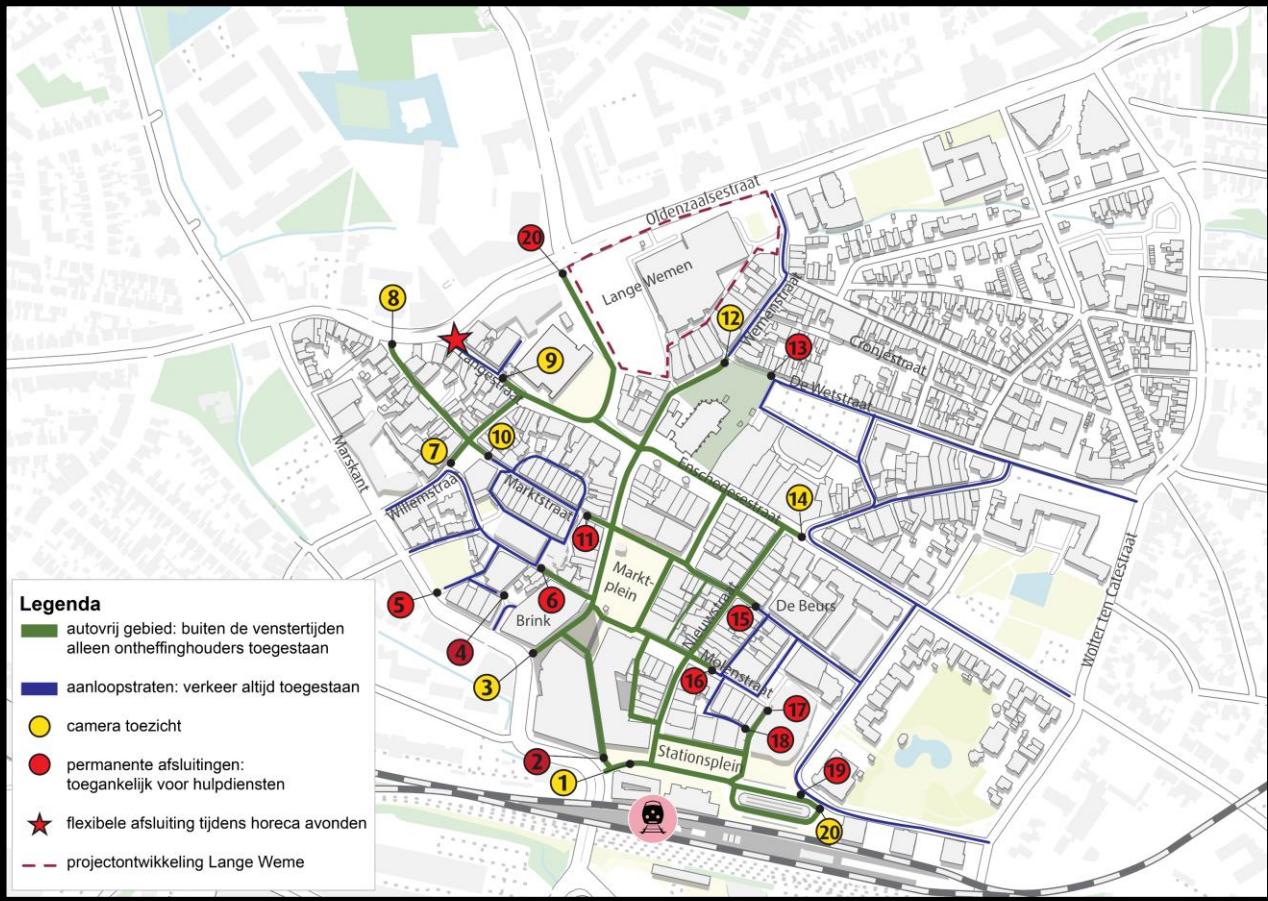 Oldenzaalsestraat
20
Lange Wemen
8
12
Wemenstraat
13
Cronjéstraat
9
Langestraat
De Wetstraat
10
7
Marskant
Enschedesestraat
14
Willemstraat
Marktstraat
11
Markt-
plein
Wolter ten Catestraat
5
6
Nieuwstraat
15
De Beurs
Brink
4
Molenstraat
16
3
17
18
Stationsplein
2
1
19
20
Legenda
autovrij gebied: buiten de venstertijden
alleen ontheffinghouders toegestaan
aanloopstraten: verkeer altijd toegestaan
camera toezicht
permanente afsluitingen:
toegankelijk voor hulpdiensten
flexibele afsluiting tijdens horeca avonden
projectontwikkeling Lange Weme